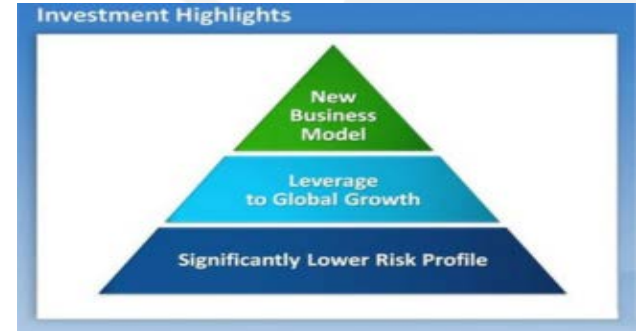 Investment Highlights
New
Business
Model
Leverage
to Global Growth
Significantly Lower Risk Profile